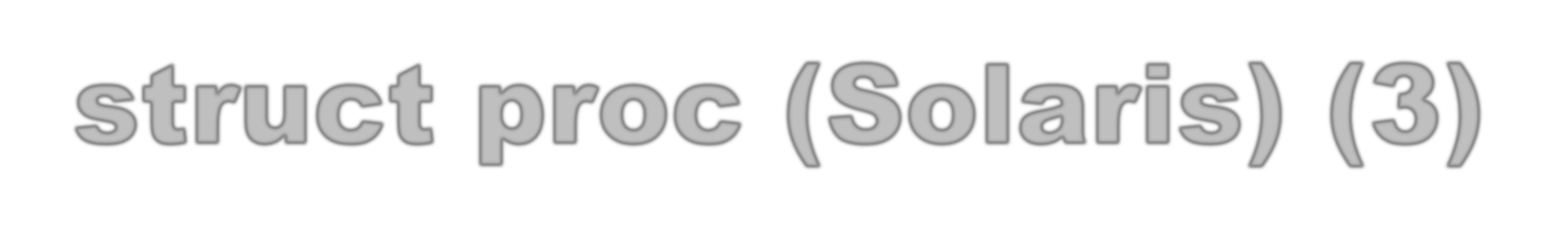 struct proc (Solaris) (3)